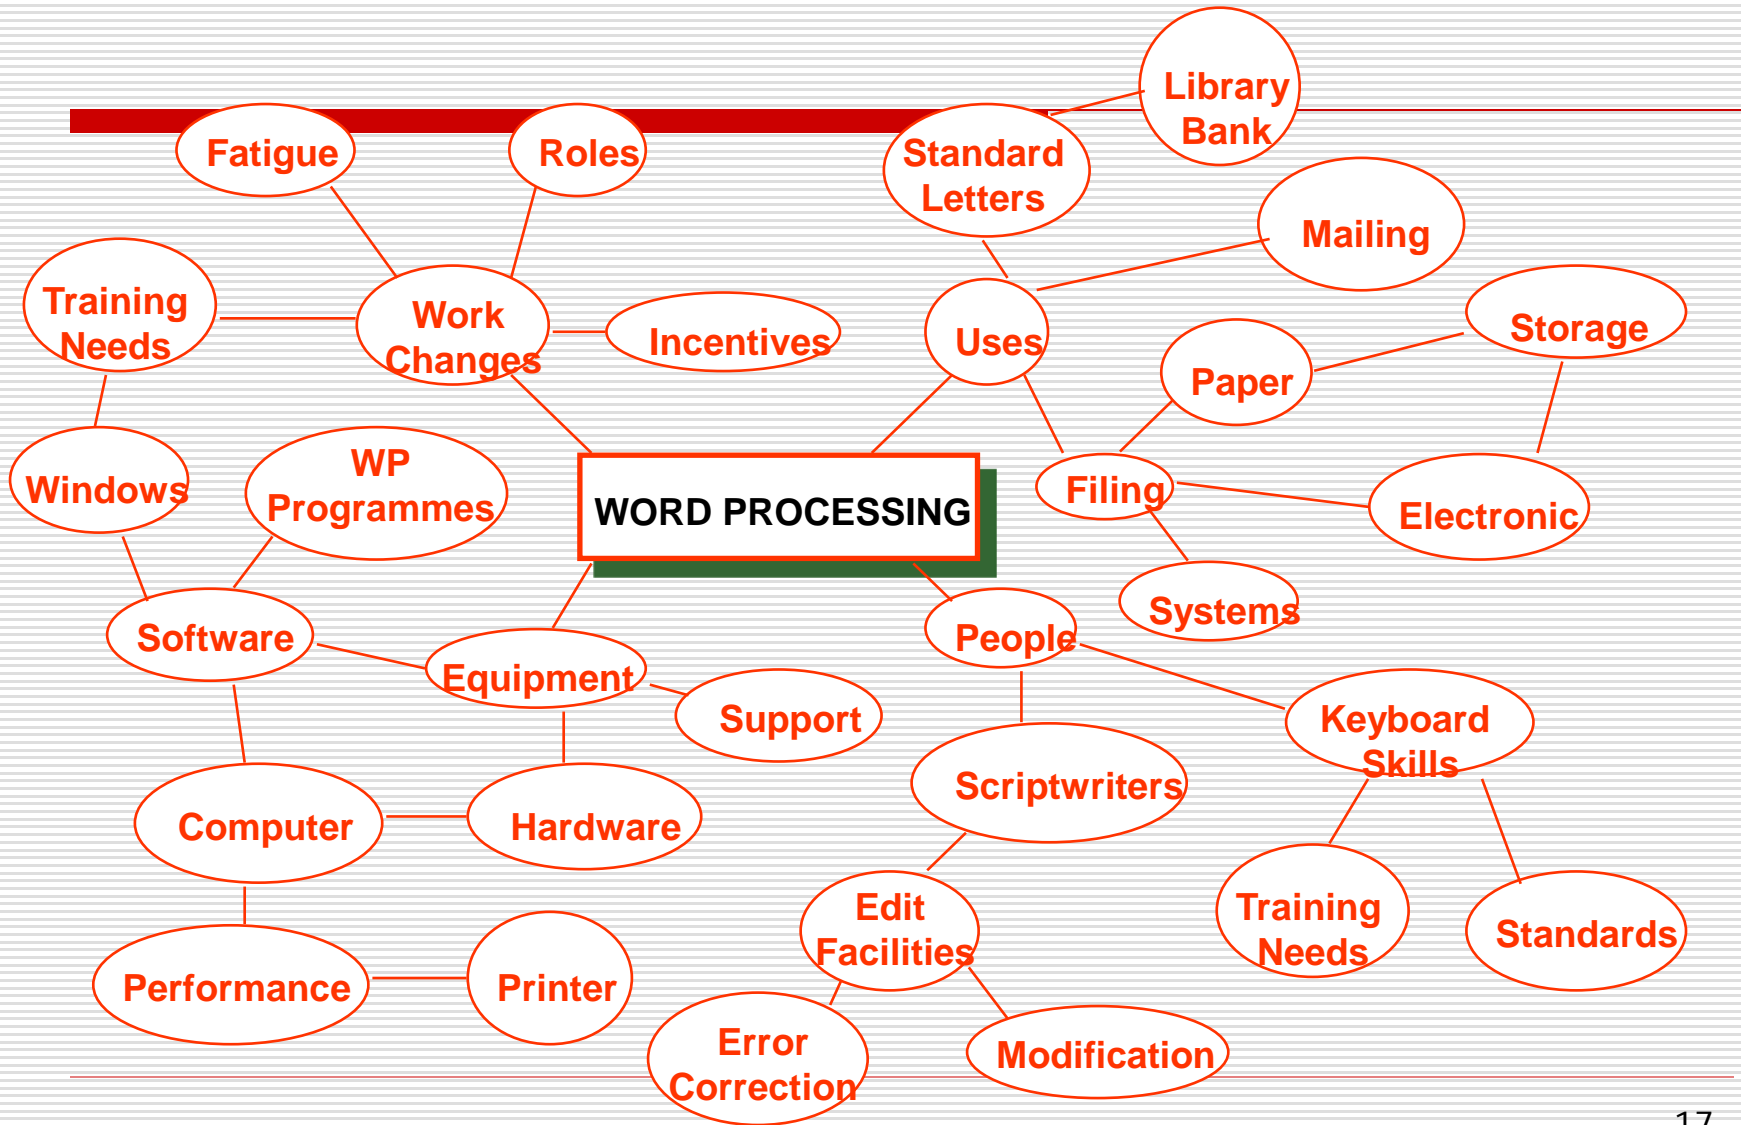 Library
Bank
Fatigue
Roles
Standard
Letters
Mailing
Training
Needs
Work
Changes
Incentives
Uses
Storage
Paper
Windows
WP
Programmes
WORD PROCESSING
Filing
Electronic
Systems
Software
Equipment
People
Support
Keyboard
Skills
Scriptwriters
Computer
Hardware
Edit
Facilities
Training
Needs
Standards
Performance
Printer
Error
Correction
Modification
17